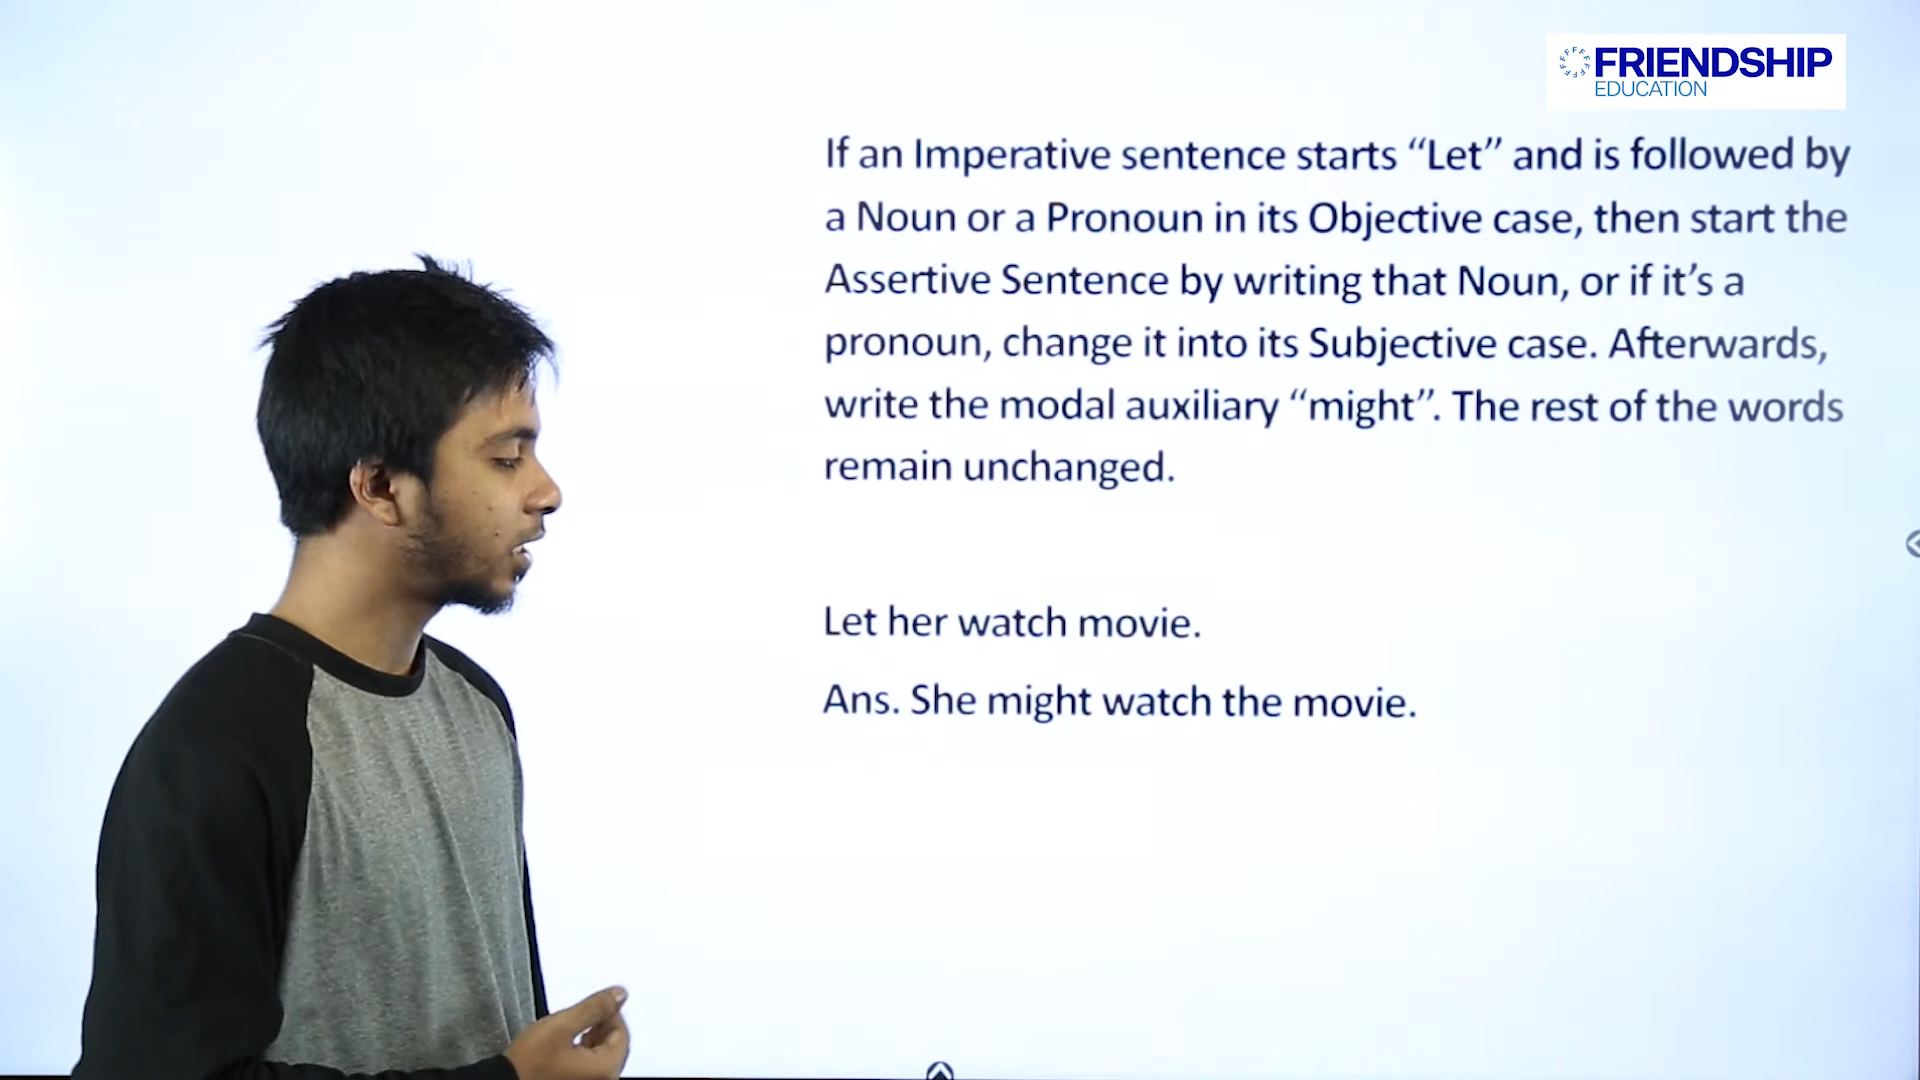 FRIENDSHIP
EDUCATION
If an Imperative sentence starts “Let” and is followed by
a Noun or a Pronoun in its Objective case, then start the
Assertive Sentence by writing that Noun, or if it’s a
pronoun, change it into its Subjective case. Afterwards,
write the modal auxiliary “might”. The rest of the words
remain unchanged.
Let her watch movie.
Ans. She might watch the movie.